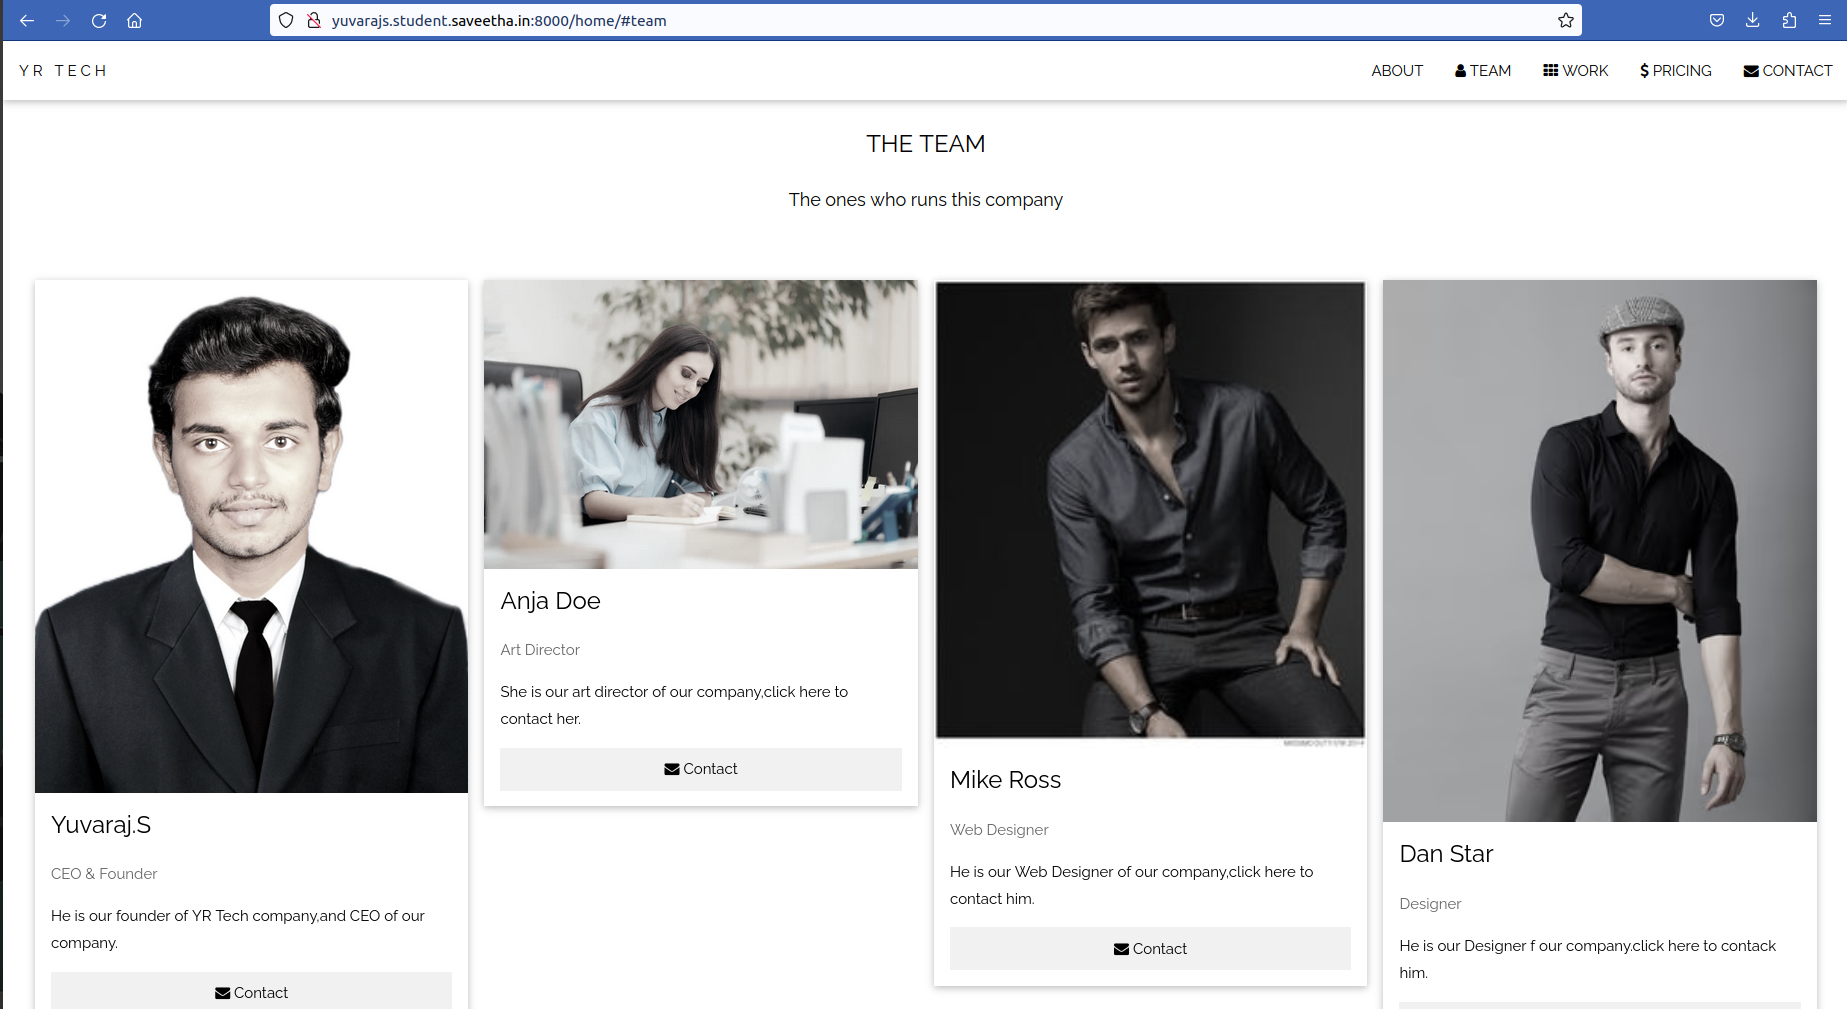 yuvarajs.student.saveetha.in:8000/home/#team
YR TECH
ABOUT
TEAM
WORK
$ PRICING
CONTACT
THE TEAM
The ones who runs this company
Yuvaraj.S
CEO & Founder
He is our founder of YR Tech company,and CEO of our
company.
Contact
Anja Doe
Art Director
She is our art director of our company,click here to
contact her.
Contact
Mike Ross
Web Designer
He is our Web Designer of our company,click here to
contact him.
Contact
Dan Star
Designer
He is our Designer f our company.click here to contack
him.